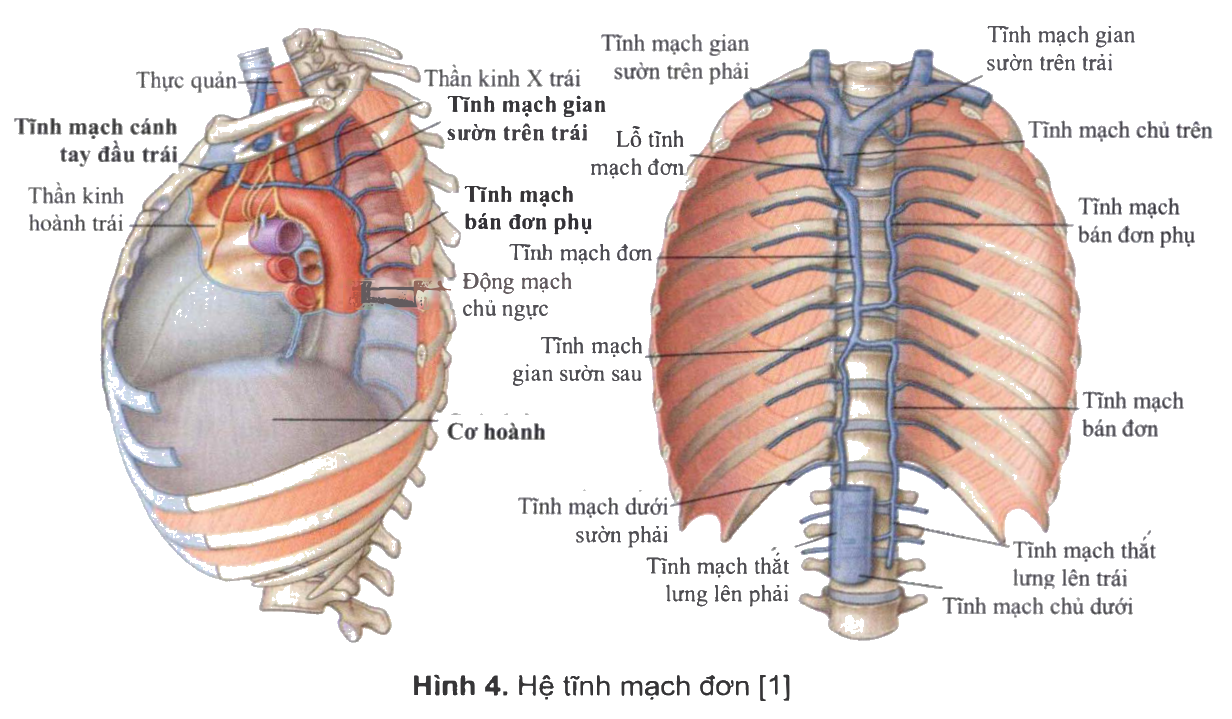 Thực quản
Thần kinh X trái
Tĩnh mạch gian
sườn trên trái
Tĩnh mạch cánh
tay đầu trái
Thần kinh
hoành trái
Tĩnh mạch
bán đơn phụ
Động mạch
chủ ngực
Cơ hoành
Tĩnh mạch gian
sườn trên phải
Tĩnh mạch gian
sườn trên trải
Lỗ tĩnh
mạch đơn
Tĩnh mạch chủ trên
Tĩnh mạch đơn
Tĩnh mạch
bán đơn phụ
Tĩnh mạch
gian sườn sau
Tĩnh mạch
bán đơn
Tĩnh mạch dưới
sườn phải
Tĩnh mạch thắt
lưng lên phải
Tĩnh mạch thắt
lưng lên trái
Tĩnh mạch chủ dưới
Hình 4. Hệ tĩnh mạch đơn [1]